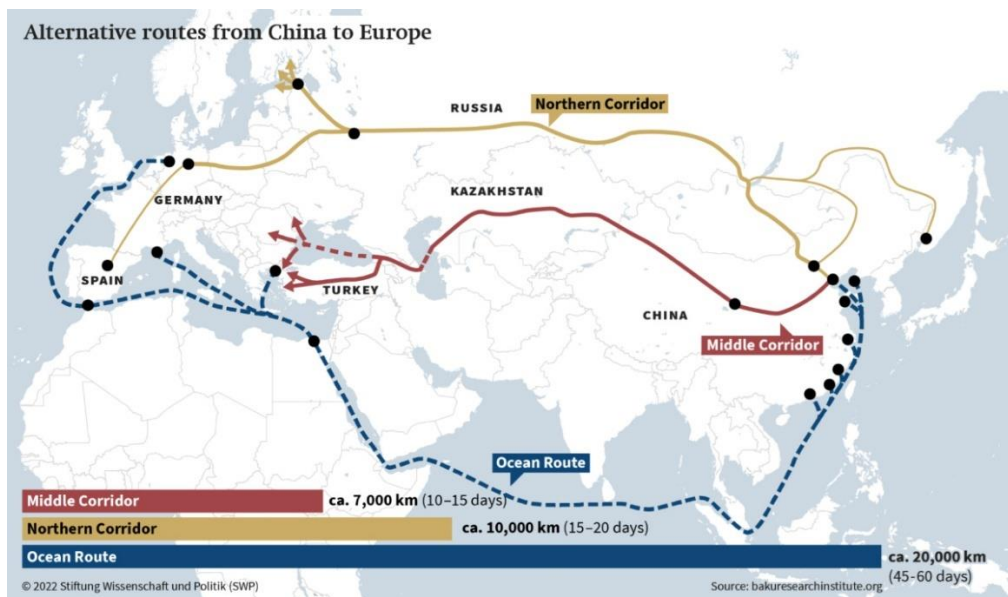 Alternative routes from China to Europe
RUSSIA
Northern Corridor
KAZAKHSTAN
GERMANY
SPAIN
TURKEY
CHINA
Middle Corridor
Ocean Route
Middle Corridor
ca. 7,000 km (10–15 days)
Northern Corridor
ca. 10,000 km (15–20 days)
Ocean Route
ca. 20,000 km
(45-60 days)
© 2022 Stiftung Wissenschaft und Politik (SWP)
Source: bakuresearchinstitute.org